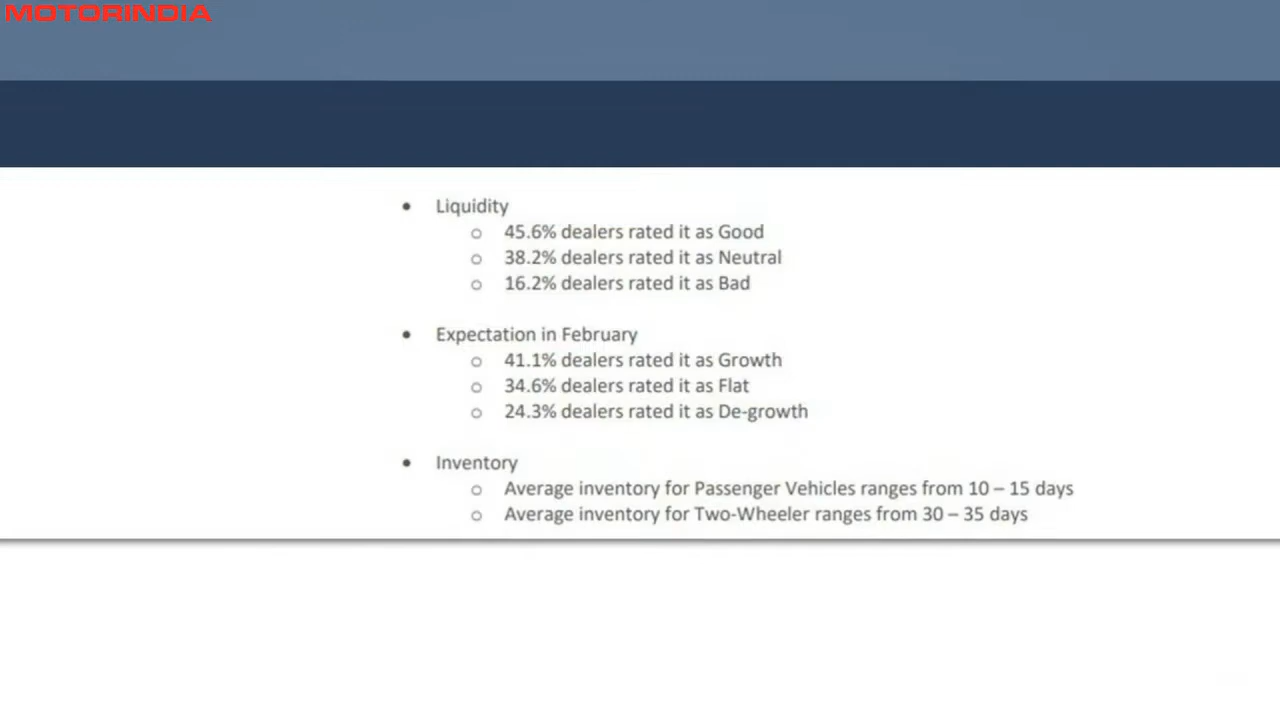 MOTORINDIA
• Liquidity
o 45.6% dealers rated it as Good
o 38.2% dealers rated it as Neutral
o 16.2% dealers rated it as Bad
• Expectation in February
o 41.1% dealers rated it as Growth
o 34.6% dealers rated it as Flat
o 24.3% dealers rated it as De-growth
• Inventory
o Average inventory for Passenger Vehicles ranges from 10 – 15 days
o Average inventory for Two-Wheeler ranges from 30 – 35 days